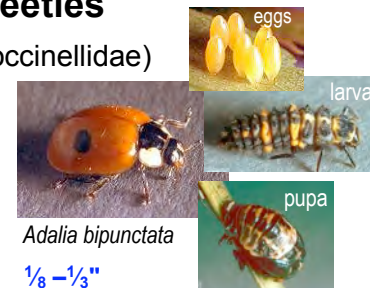 eetles
occinellidae)
eggs
larva
pupa
Adalia bipunctata
⅛ –⅓"